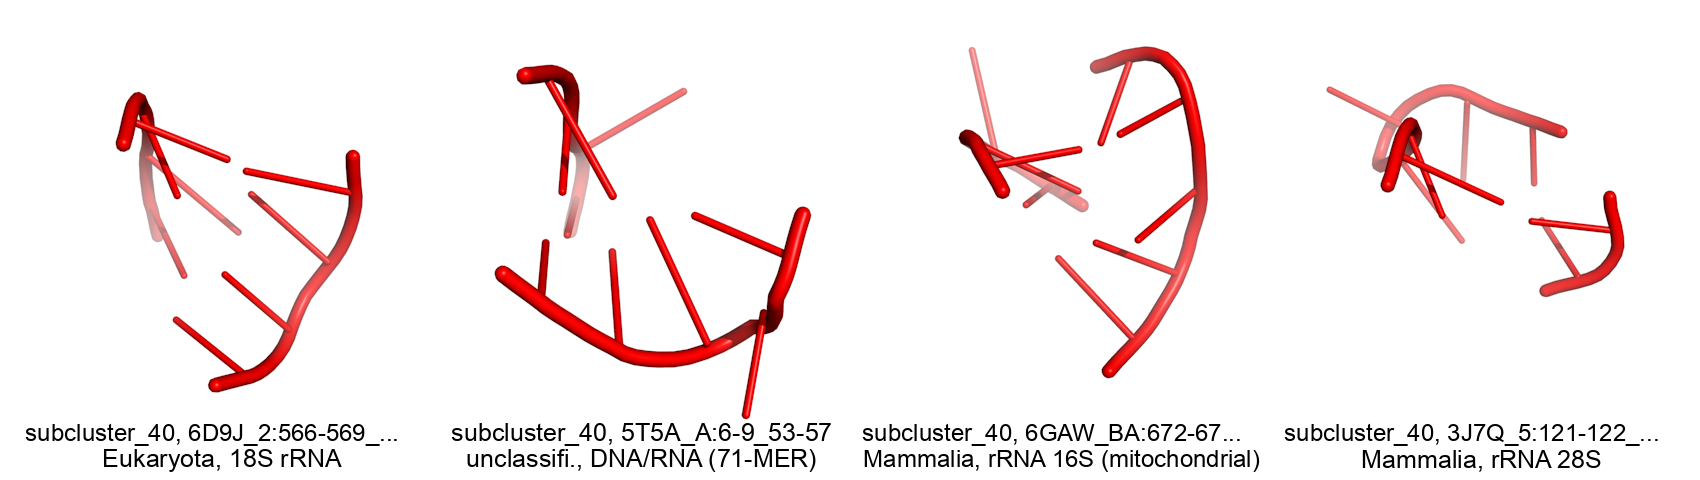 subcluster_40, 6D9J_2:566-569_...
Eukaryota, 18S rRNA
subcluster_40, 5T5A_A:6-9_53-57
unclassifi., DNA/RNA (71-MER)
subcluster_40, 6GAW_BA:672-67...
Mammalia, rRNA 16S (mitochondrial)
subcluster_40, 3J7Q_5:121-122_...
Mammalia, rRNA 28S